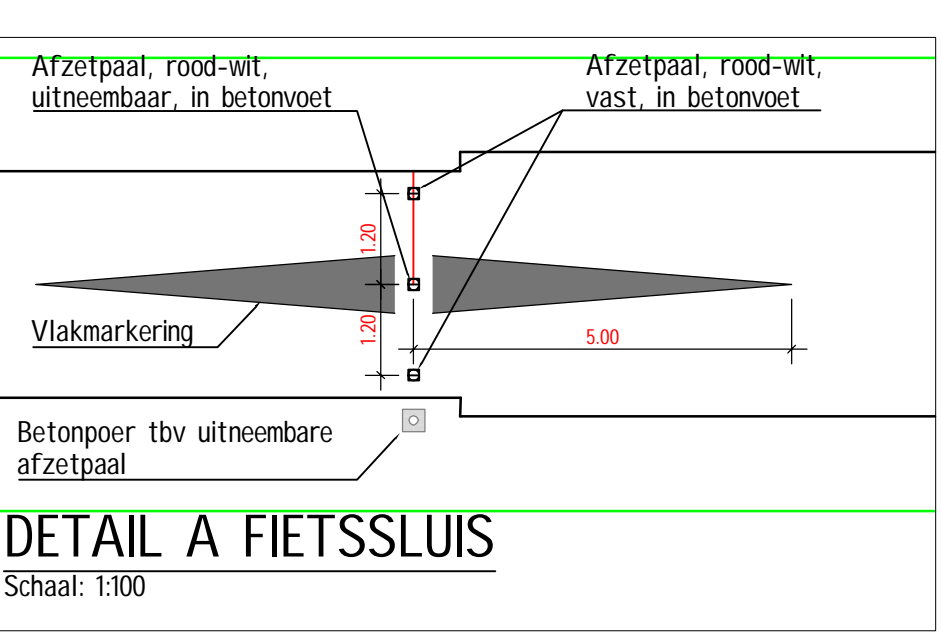 Afzetpaal, rood-wit,
uitneembaar, in betonvoet
Afzetpaal, rood-wit,
vast, in betonvoet
1.20
1.20
5.00
Vlakmarkering
Betonpoer tbv uitneembare
afzetpaal
DETAIL A FIETSSLUIS
Schaal: 1:100